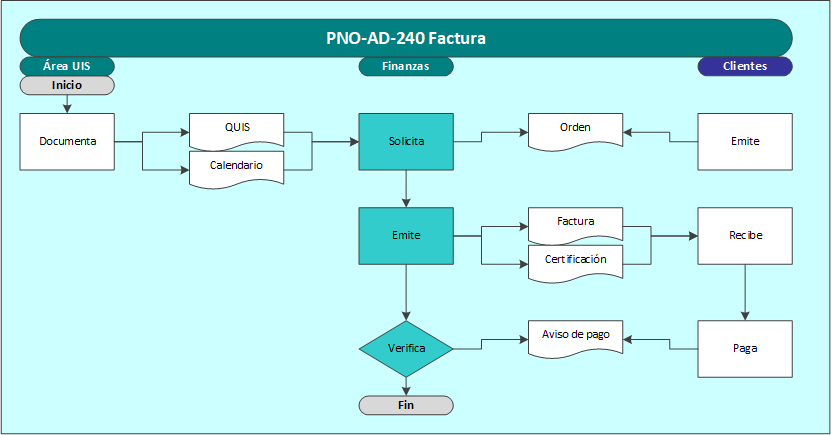 PNO-AD-240 Factura
Área UIS
Finanzas
Clientes
Inicio
Documenta
QUIS
Calendario
Solicita
Orden
Emite
Emite
Factura
Certificación
Recibe
Verifica
Aviso de pago
Paga
Fin